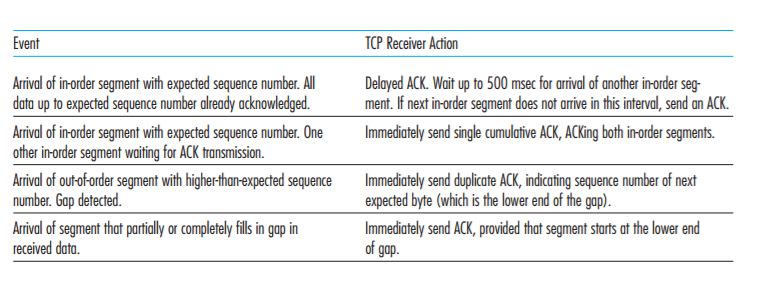 Event TCP Receiver Action
Arrival of in-order segment with expected sequence number. All
data up to expected sequence number already acknowledged.
Delayed ACK. Wait up to 500 msec for arrival of another in-order seg-
ment. If next in-order segment does not arrive in this interval, send an ACK.
Arrival of in-order segment with expected sequence number. One
other in-order segment waiting for ACK transmission.
Immediately send single cumulative ACK, ACKing both in-order segments.
Arrival of out-of-order segment with higher-than-expected sequence
number. Gap detected.
Immediately send duplicate ACK, indicating sequence number of next
expected byte (which is the lower end of the gap).
Arrival of segment that partially or completely fills in gap in
received data.
Immediately send ACK, provided that segment starts at the lower end
of gap.